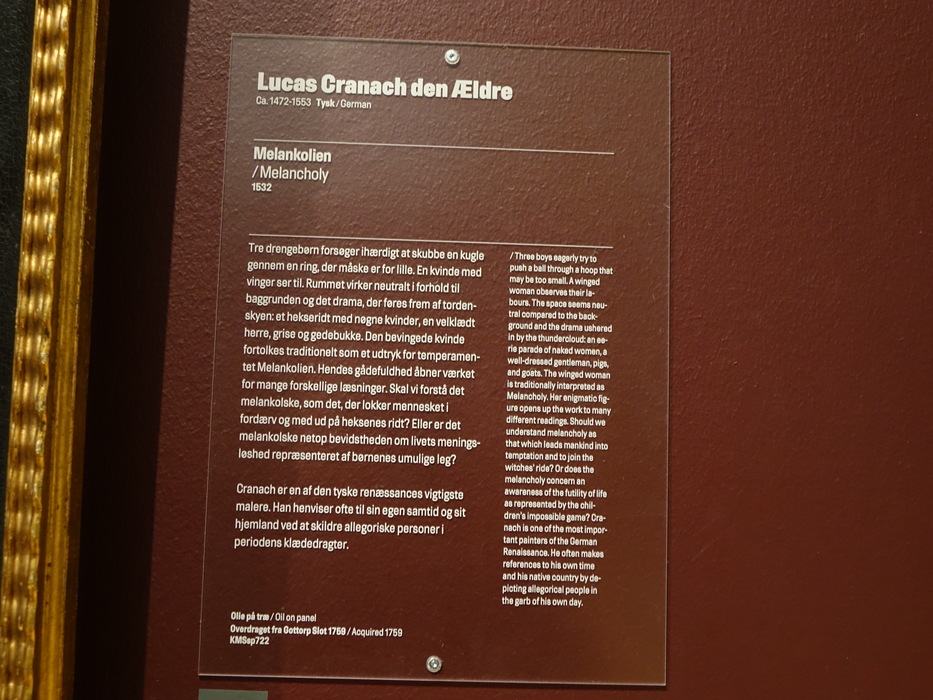 Lucas Cranach den Ældre
Ca. 1472-1553 Tysk / German
Melankolien
/ Melancholy
1532
Tre drengebørn forsøger ihærdigt at skubbe en kugle
gennem en ring, der måske er for lille. En kvinde med
vinger ser til. Rummet virker neutralt i forhold til
baggrunden og det drama, der føres frem af torden-
skyen: et hekseridt med nøgne kvinder, en velklædt
herre, grise og gedebukke. Den bevingede kvinde
fortolkes traditionelt som et udtryk for temperamen-
tet Melankolien. Hendes gådefuldhed åbner værket
for mange forskellige læsninger. Skal vi forstå det
melankolske, som det, der lokker mennesket i
fordærv og med ud på heksenes ridt? Eller er det
melankolske netop bevidstheden om livets menings-
løshed repræsenteret af børnenes umulige leg?
Cranach er en af den tyske renæssances vigtigste
malere. Han henviser ofte til sin egen samtid og sit
hjemland ved at skildre allegoriske personer i
periodens klædedragter.
/ Three boys eagerly try to
push a ball through a hoop that
may be too small. A winged
woman observes their la-
bours. The space seems neu-
tral compared to the back-
ground and the drama ushered
in by the thundercloud: an ee-
rie parade of naked women, a
well-dressed gentleman, pigs,
and goats. The winged woman
is traditionally interpreted as
Melancholy. Her enigmatic fig-
ure opens up the work to many
different readings. Should we
understand melancholy as
that which leads mankind into
temptation and to join the
witches' ride? Or does the
melancholy concern an
awareness of the futility of life
as represented by the chil-
dren's impossible game? Cra-
nach is one of the most impor-
tant painters of the German
Renaissance. He often makes
references to his own time
and his native country by de-
picting allegorical people in
the garb of his own day.
Olie på træ / Oil on panel
Overdraget fra Gottorp Slot 1759 / Acquired 1759
KMSsp722